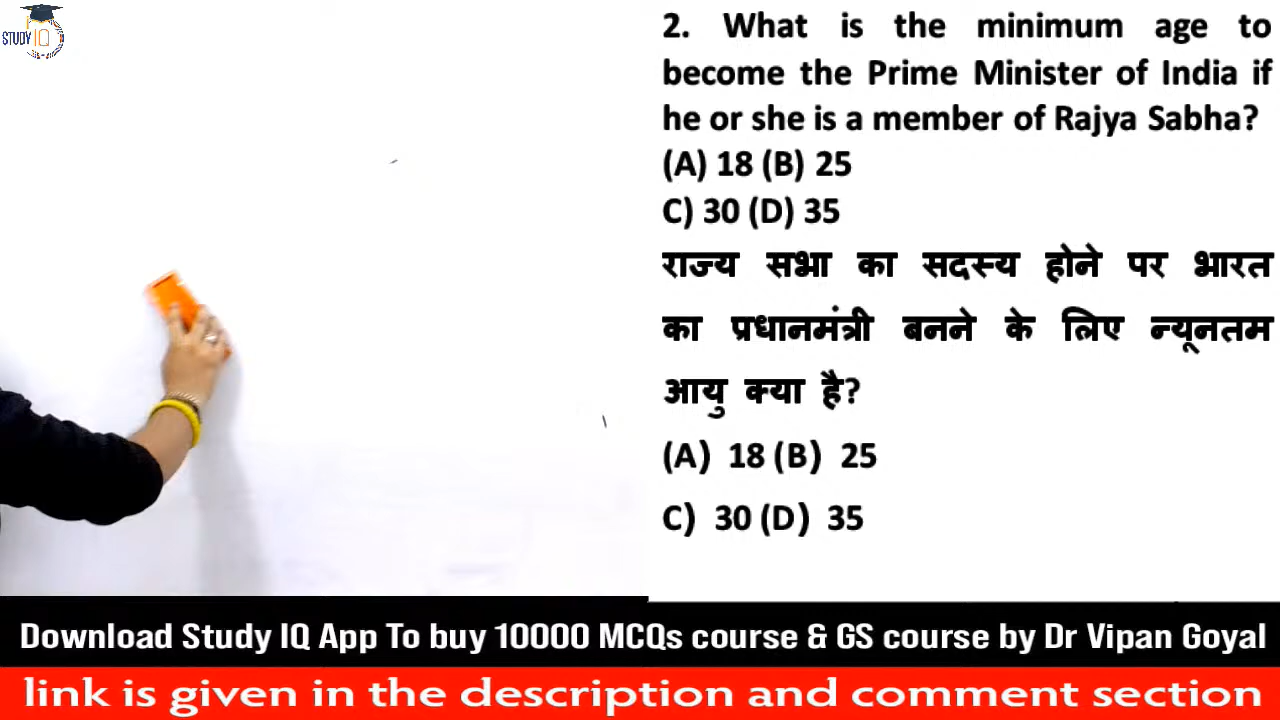 STUDY IQ
2. What is the minimum age to
become the Prime Minister of India if
he or she is a member of Rajya Sabha?
(A) 18 (B) 25
C) 30 (D) 35
राज्य सभा का सदस्य होने पर भारत
का प्रधानमंत्री बनने के लिए न्यूनतम
आयु क्या है?
(A) 18 (B) 25
C) 30 (D) 35
Download Study IQ App To buy 10000 MCQs course & GS course by Dr Vipan Goyal
link is given in the description and comment section